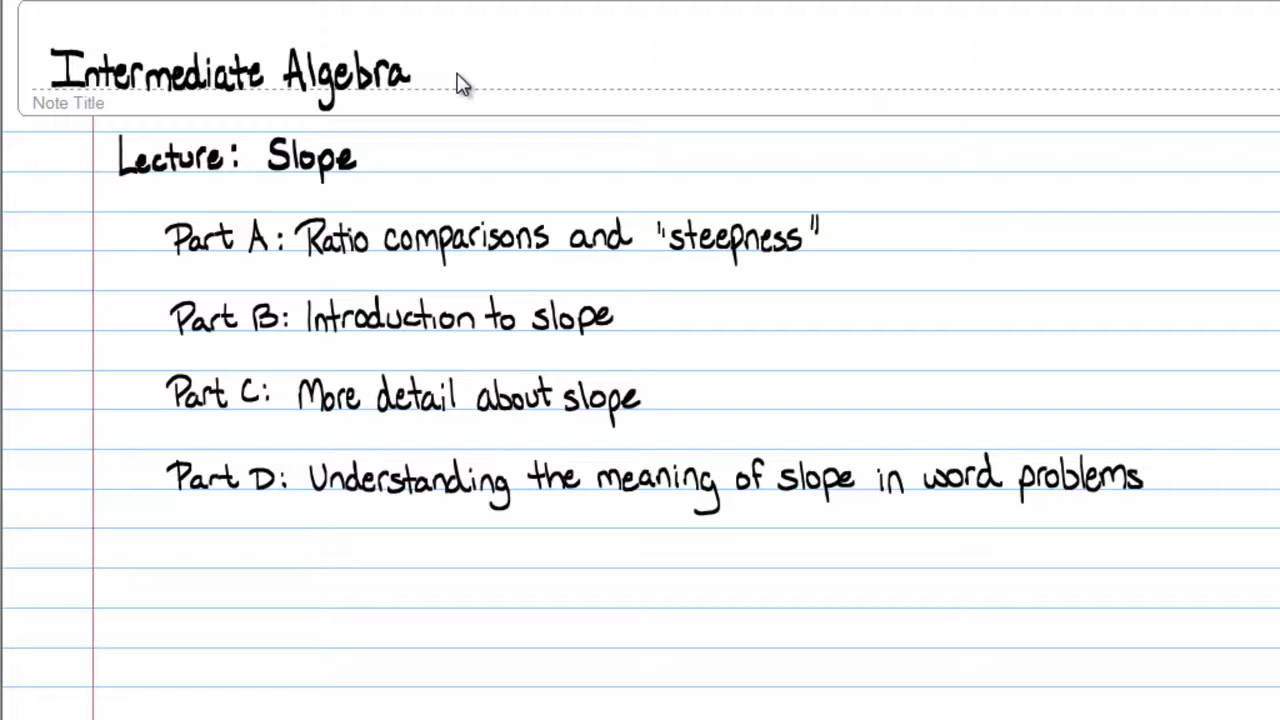 Intermediate Algebra
Note Title
Lecture: Slope
Part A: Ratio comparisons and "steepness"
Part B: Introduction to slope
Part C: More detail about slope
Part D: Understanding the meaning of slope in word problems